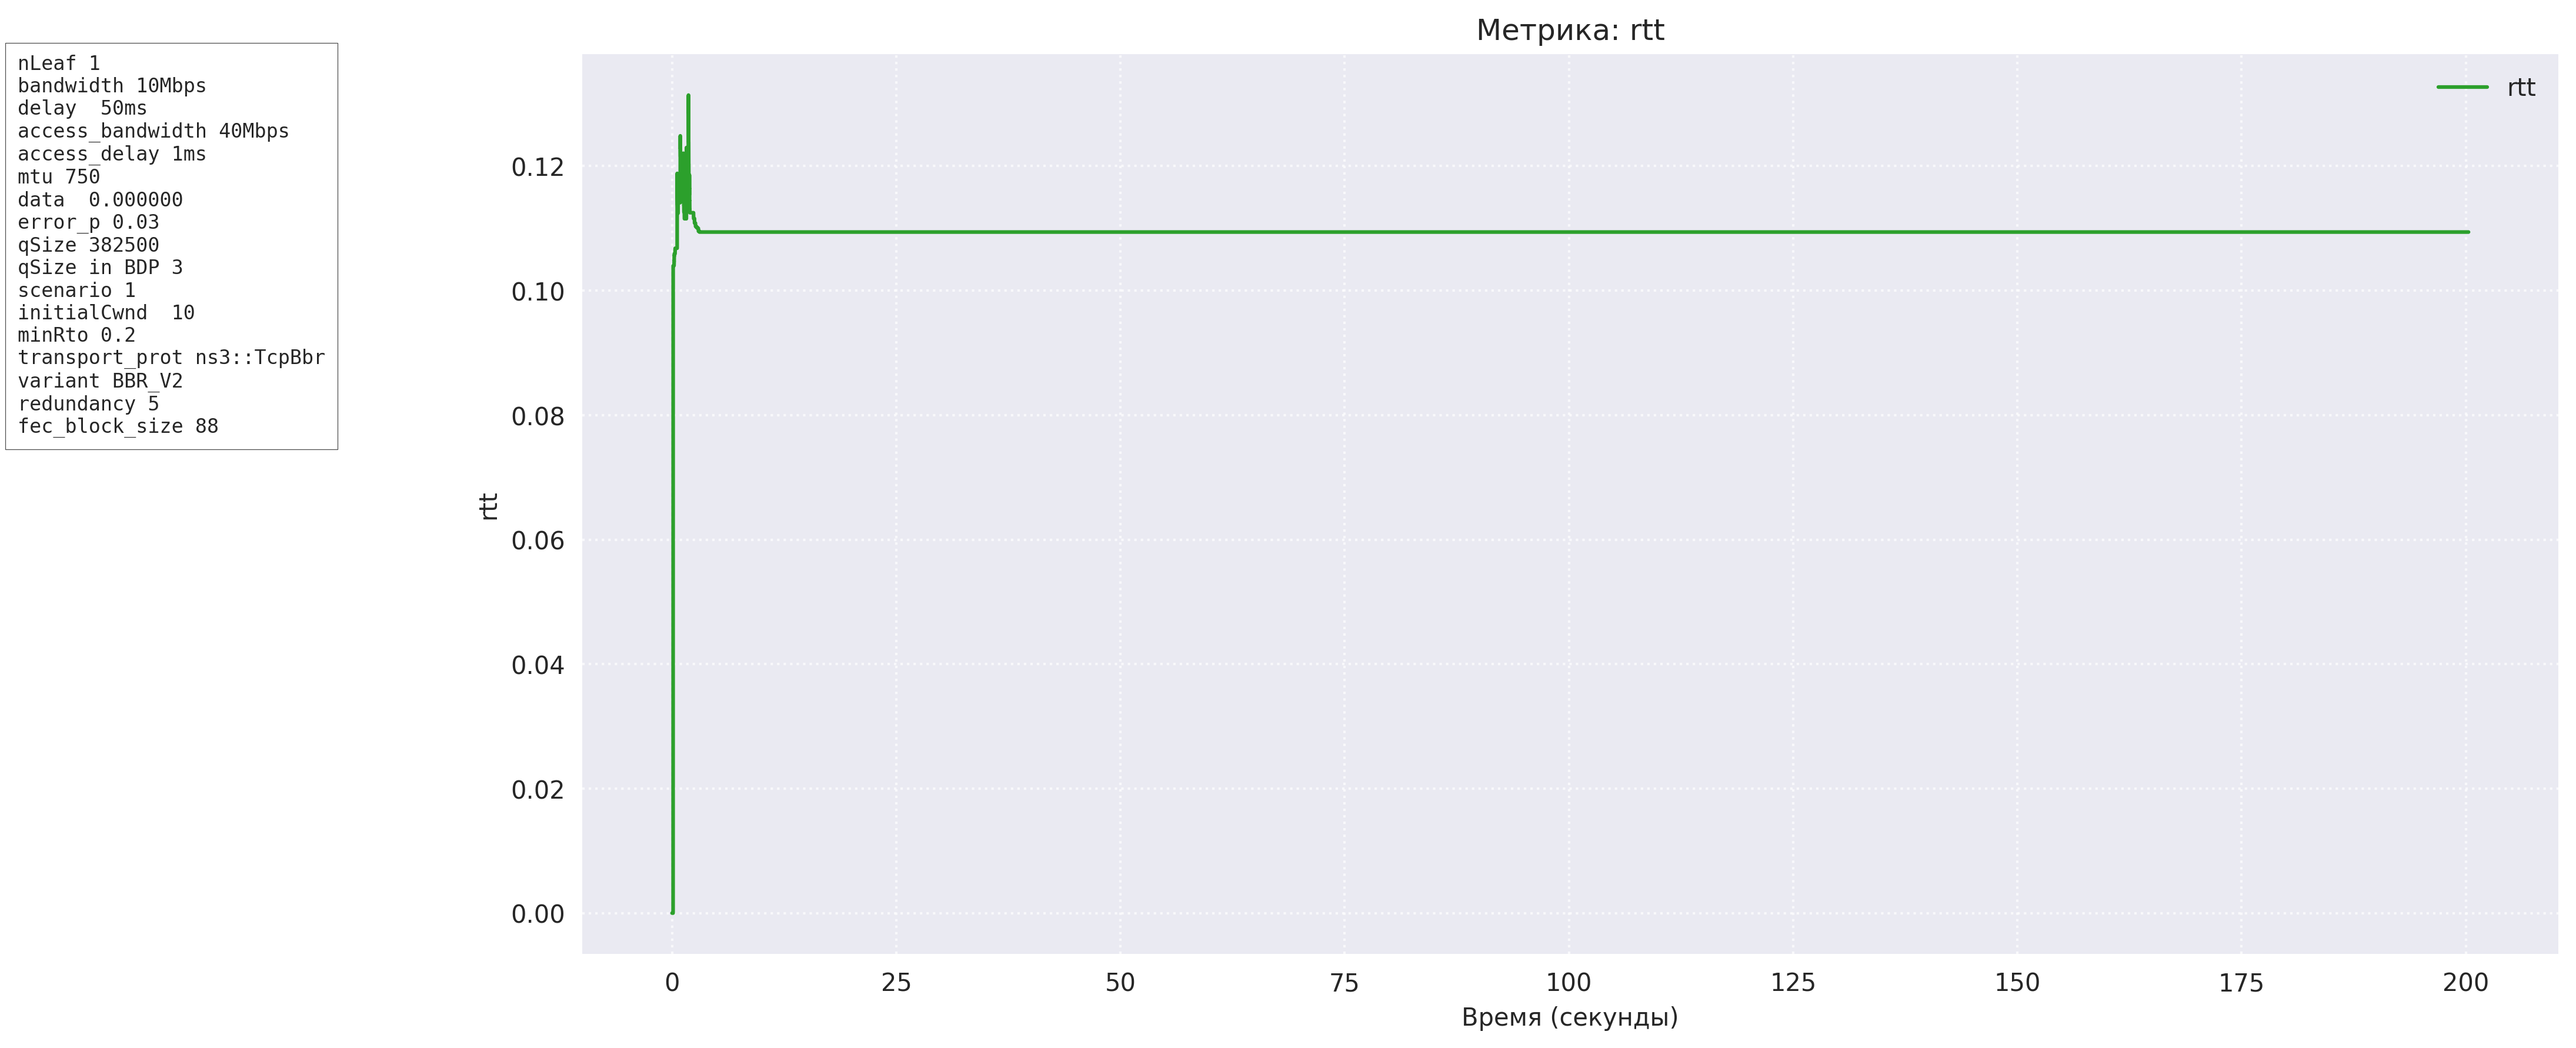 Метрика: rtt
nLeaf 1
bandwidth 10Mbps
delay  50ms
access_bandwidth 40Mbps
access_delay 1ms
mtu 750
data  0.000000
error_p 0.03
qSize 382500
qSize in BDP 3
scenario 1
initialCwnd  10
minRto 0.2
transport_prot ns3::TcpBbr
variant BBR_V2
redundancy 5
fec_block_size 88
rtt
rtt
0.12
0.10
0.08
0.06
0.04
0.02
0.00
0 25 50 75 100 125 150 175 200
Время (секунды)